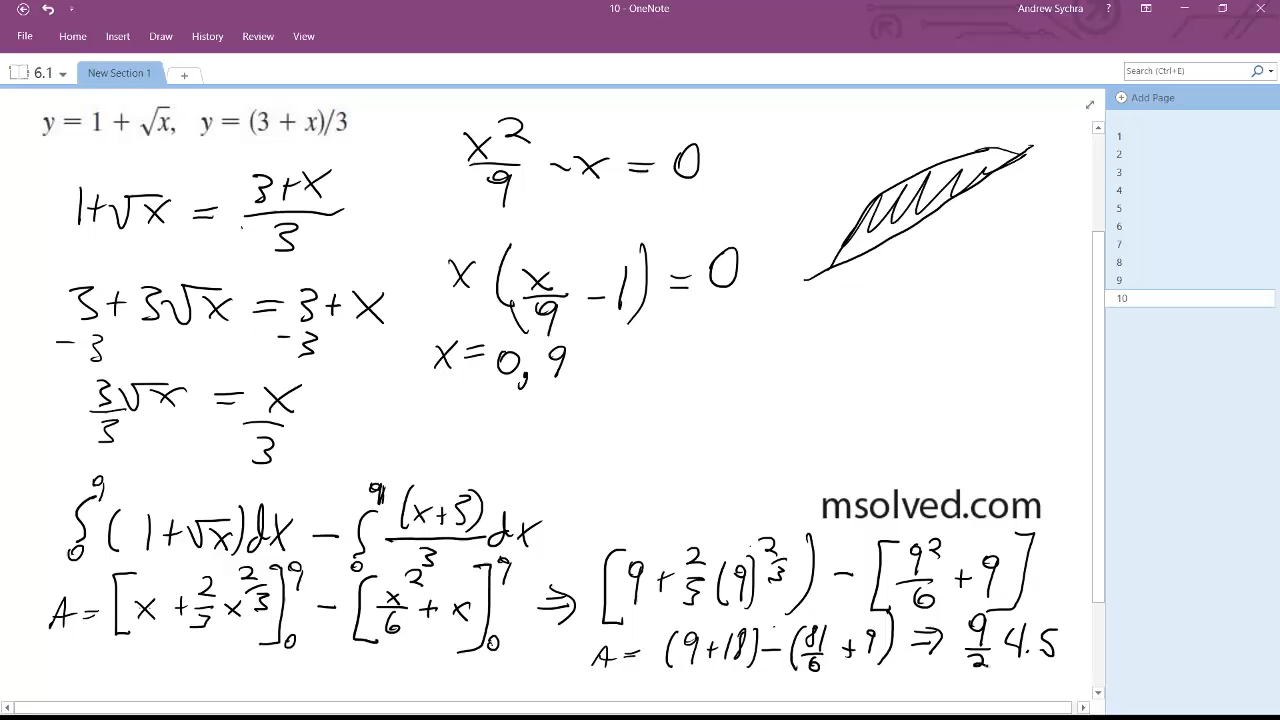 10 - OneNote
Andrew Sychra ?
File Home Insert Draw History Review View
6.1 New Section 1 +
Search (Ctrl+E)
Add Page
1
2
3
4
5
6
7
8
9
10
y = 1 + √x, y = (3 + x)/3
1+√x = (3+x)/3
3+3√x = 3+x
-3 -3
3√x/3 = x/3
x²/9 - x = 0
x(x/9 - 1) = 0
x = 0, 9
∫₀⁹ (1+√x)dx - ∫₀⁹ (x+3)/3 dx
A = [x + 2/3 x^(2/3)]₀⁹ - [x²/6 + x]₀⁹ ⇒ [9 + 2/3 (9)^(2/3)) - [9²/6 + 9]
A = (9+18) - (81/6 + 9) ⇒ 9/2 4.5
msolved.com